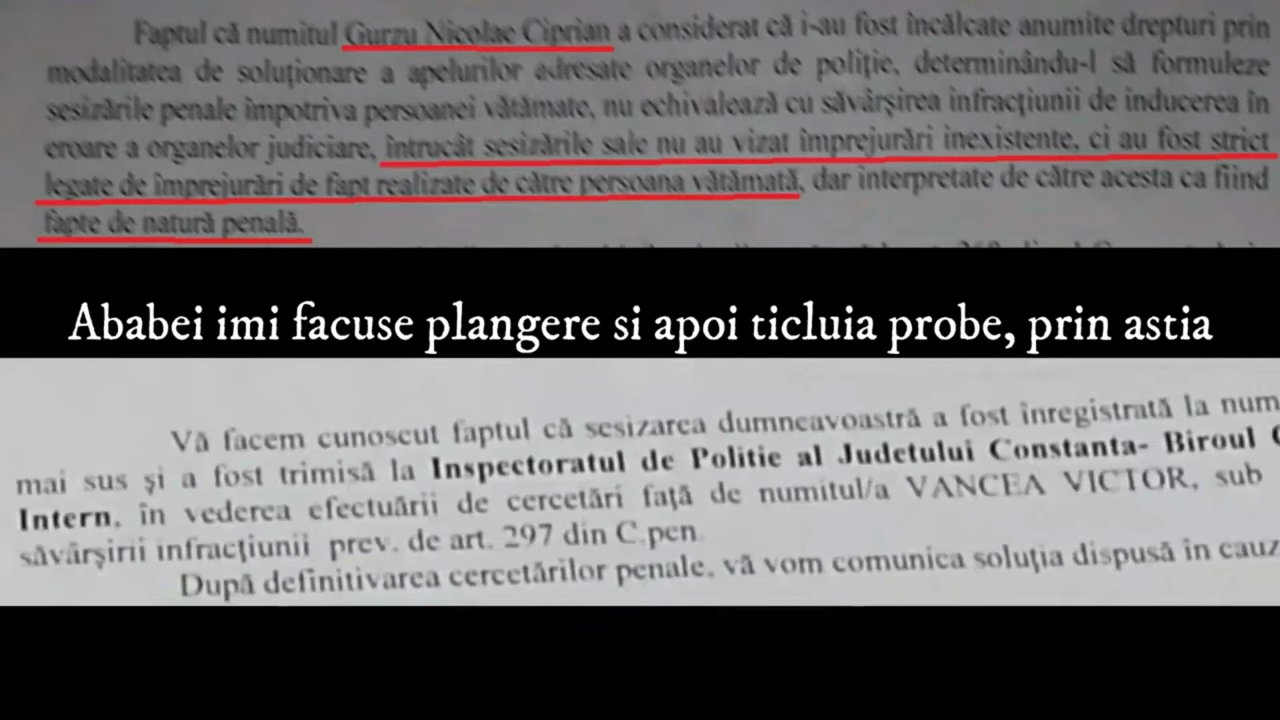 Faptul că numitul Gurzu Nicolae Ciprian a considerat că i-au fost încălcate anumite drepturi prin
modalitatea de soluționare a apelurilor adresate organelor de poliție, determinându-l să formuleze
sesizările penale împotriva persoanei vătămate, nu echivalează cu săvârșirea infracțiunii de inducerea în
eroare a organelor judiciare, întrucât sesizările sale nu au vizat împrejurări inexistente, ci au fost strict
legate de împrejurări de fapt realizate de către persoana vătămată, dar interpretate de către acesta ca fiind
fapte de natură penală.
Ababei imi facuse plangere si apoi ticluia probe, prin astia
Vă facem cunoscut faptul că sesizarea dumneavoastră a fost înregistrată la num
mai sus și a fost trimisă la Inspectoratul de Politie al Judetului Constanta- Biroul C
Intern, în vederea efectuării de cercetări față de numitul/a VANCEA VICTOR, sub
săvârșirii infracțiunii prev. de art. 297 din C.pen.
După definitivarea cercetărilor penale, vă vom comunica soluția dispusă în cauz